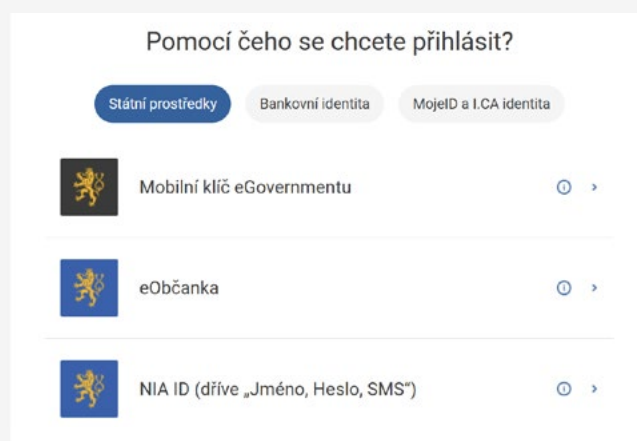 Pomocí čeho se chcete přihlásit?
Státní prostředky Bankovní identita MojeID a I.CA identita
Mobilní klíč eGovernmentu
eObčanka
NIA ID (dříve „Jméno, Heslo, SMS“)